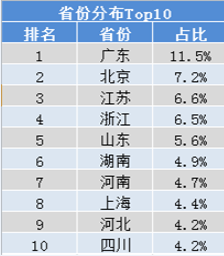 省份分布Top10
排名 省份 占比
1 广东 11.5%
2 北京 7.2%
3 江苏 6.6%
4 浙江 6.5%
5 山东 5.6%
6 湖南 4.9%
7 河南 4.7%
8 上海 4.4%
9 河北 4.2%
10 四川 4.2%